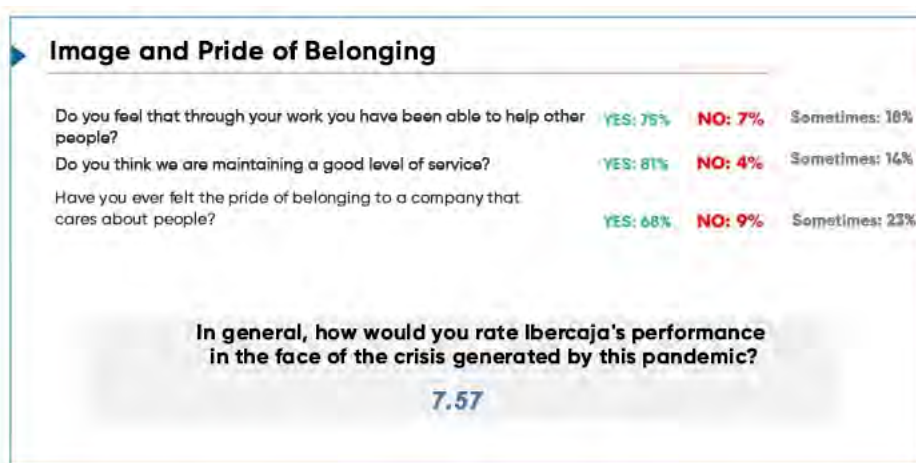 Image and Pride of Belonging
Do you feel that through your work you have been able to help other YES: 75% NO: 7% Sometimes: 18%
people?
Do you think we are maintaining a good level of service? YES: 81% NO: 4% Sometimes: 14%
Have you ever felt the pride of belonging to a company that
cares about people? YES: 68% NO: 9% Sometimes: 23%
In general, how would you rate Ibercaja's performance
in the face of the crisis generated by this pandemic?
7.57